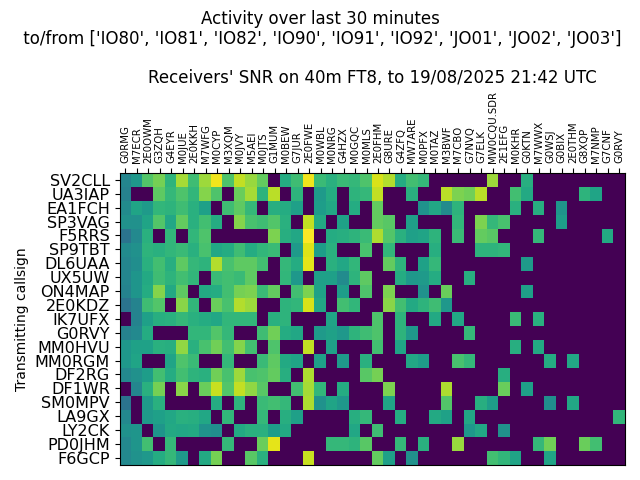 Activity over last 30 minutes
to/from ['IO80', 'IO81', 'IO82', 'IO90', 'IO91', 'IO92', 'JO01', 'JO02', 'JO03']
Receivers' SNR on 40m FT8, to 19/08/2025 21:42 UTC
G0RMG
M7ECR
2E0OWM
G3ZQH
G4EYR
M0JUE
2E0KKH
M7WFG
M0CYP
M3XQM
M0JVY
M5AEI
M0JTS
G1MUM
M0BEW
G7JUR
2E0FWE
M0WBL
M0NRG
G4HZX
M0GQC
M0MLS
2E0FHM
G8URE
G4ZFQ
MW7ARE
M0PFX
M0TAZ
M3BWF
M7CBO
G7NVQ
G7ELK
MW0CQU.SDR
2E1EFG
M0KHR
G0KTN
M7WWX
G0WSJ
G0BIX
2E0THM
G8XQP
M7NMP
G7CNF
G0RVY
Transmitting callsign
SV2CLL
UA3IAP
EA1FCH
SP3VAG
F5RRS
SP9TBT
DL6UAA
UX5UW
ON4MAP
2E0KDZ
IK7UFX
G0RVY
MM0HVU
MM0RGM
DF2RG
DF1WR
SM0MPV
LA9GX
LY2CK
PD0JHM
F6GCP